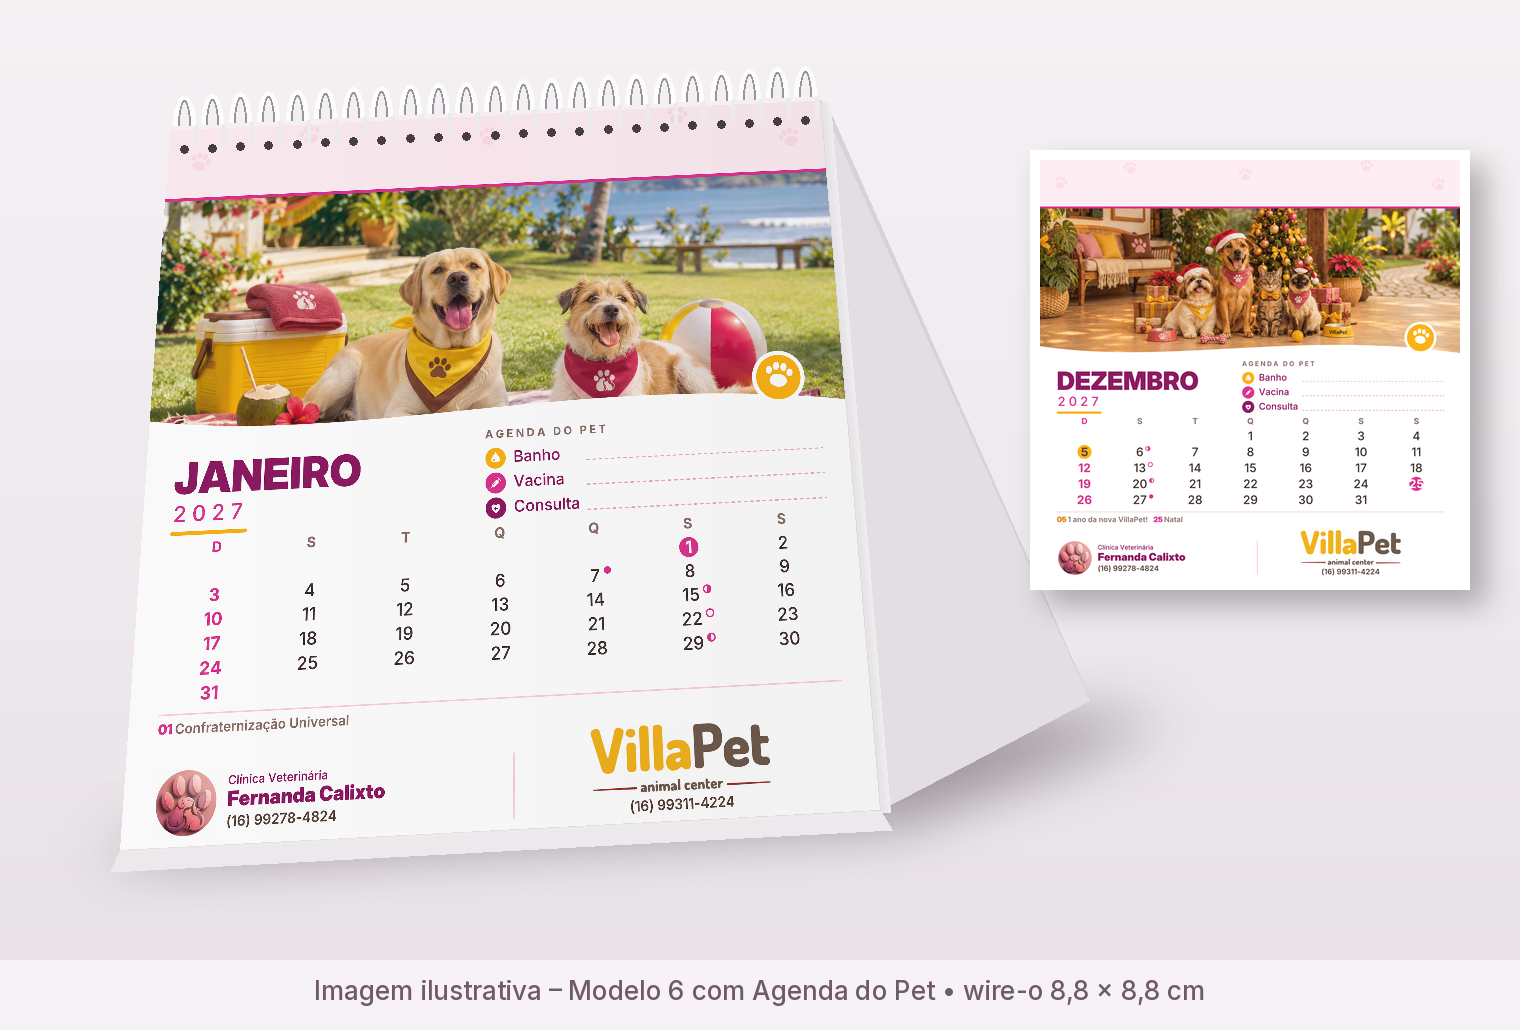 JANEIRO
2027
AGENDA DO PET
Banho
Vacina
Consulta
D S T Q Q S S
1 2
3 4 5 6 7 8 9
10 11 12 13 14 15 16
17 18 19 20 21 22 23
24 25 26 27 28 29 30
31
01 Confraternização Universal
Clínica Veterinária
Fernanda Calixto
(16) 99278-4824
VillaPet
animal center
(16) 99311-4224
VillaPet
DEZEMBRO
2027
AGENDA DO PET
Banho
Vacina
Consulta
D S T Q Q S S
1 2 3 4
5 6 7 8 9 10 11
12 13 14 15 16 17 18
19 20 21 22 23 24 25
26 27 28 29 30 31
05 1 ano da nova VillaPet! 25 Natal
Clínica Veterinária
Fernanda Calixto
(16) 99278-4824
VillaPet
animal center
(16) 99311-4224
Imagem ilustrativa – Modelo 6 com Agenda do Pet • wire-o 8,8 × 8,8 cm